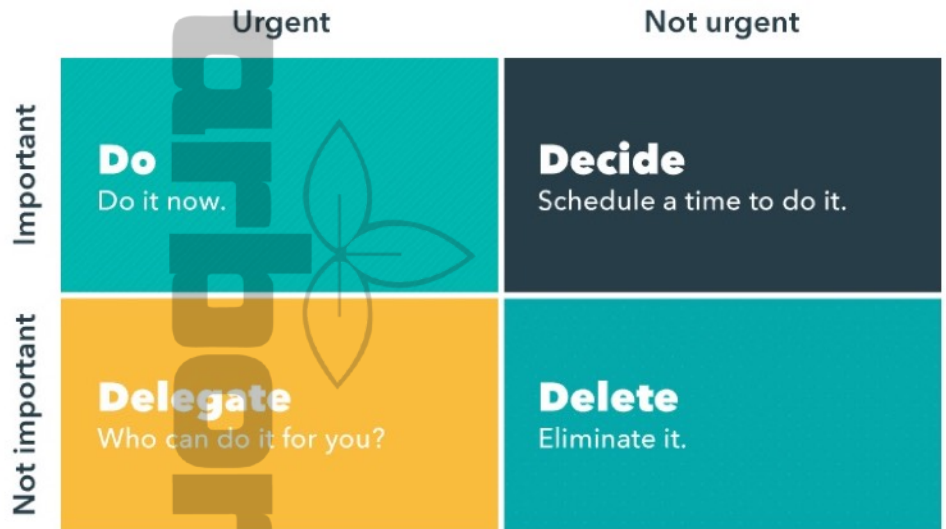 Urgent
Not urgent
Important
Do
Do it now.
Decide
Schedule a time to do it.
Not important
Delegate
Who can do it for you?
Delete
Eliminate it.
arpor